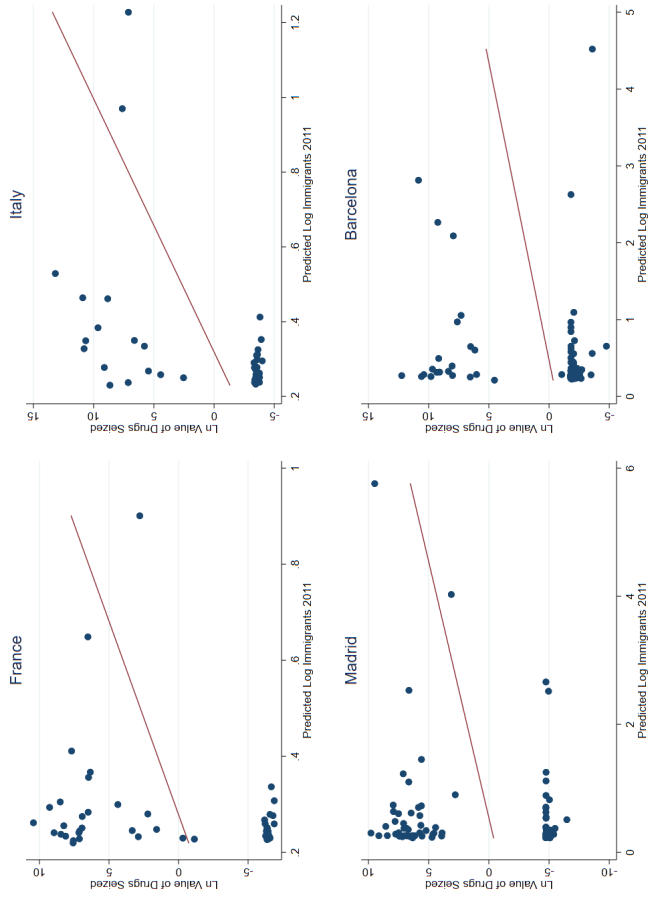 France
10
5
0
-5
Ln Value of Drugs Seized
.2 .4 .6 .8 1
Predicted Log Immigrants 2011
Italy
15
10
5
0
-5
Ln Value of Drugs Seized
.2 .4 .6 .8 1 1.2
Predicted Log Immigrants 2011
Madrid
10
5
0
-5
-10
Ln Value of Drugs Seized
0 2 4 6
Predicted Log Immigrants 2011
Barcelona
15
10
5
0
-5
Ln Value of Drugs Seized
0 1 2 3 4 5
Predicted Log Immigrants 2011